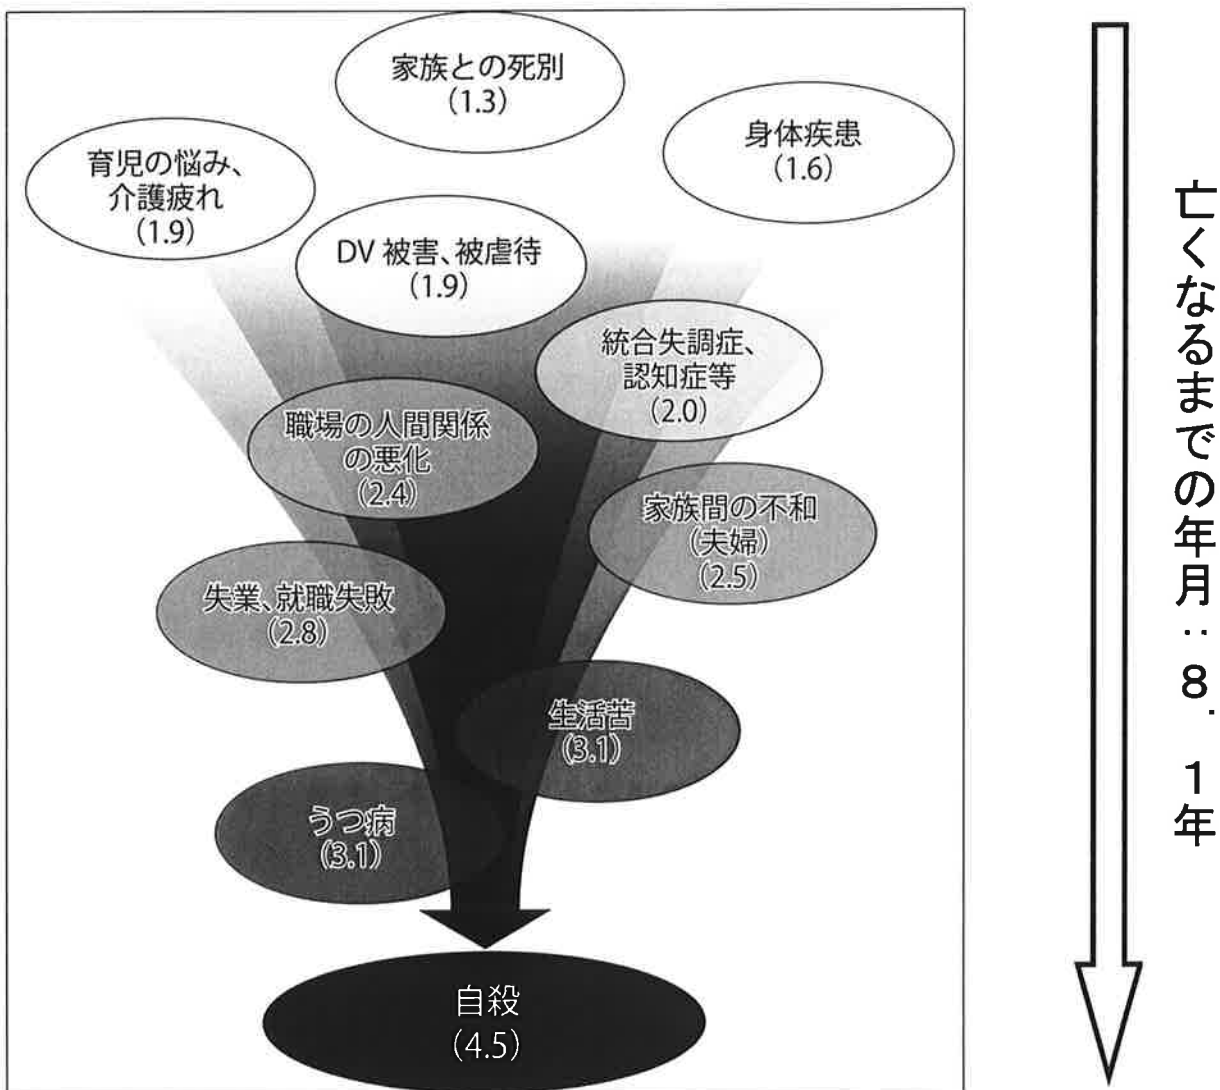 家族との死別
(1.3)
身体疾患
(1.6)
育児の悩み、
介護疲れ
(1.9)
DV 被害、被虐待
(1.9)
統合失調症、
認知症等
(2.0)
職場の人間関係
の悪化
(2.4)
家族間の不和
(夫婦)
(2.5)
失業、就職失敗
(2.8)
生活苦
(3.1)
うつ病
(3.1)
自殺
(4.5)
亡くなるまでの年月：8．1年